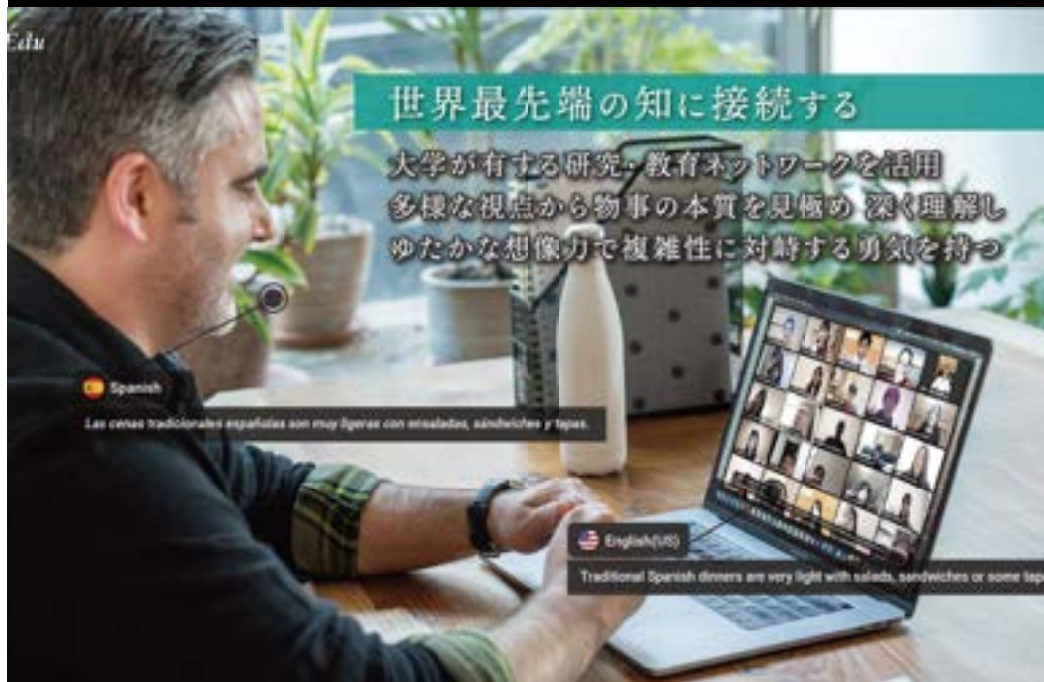 Edu
世界最先端の知に接続する
大学が有する研究・教育ネットワークを活用
多様な視点から物事の本質を見極め 深く理解し
ゆたかな想像力で複雑性に対峙する勇気を持つ
Spanish
Las cenas tradicionales españolas son muy ligeras con ensaladas, sándwiches y tapas.
English(US)
Traditional Spanish dinners are very light with salads, sandwiches or some tap